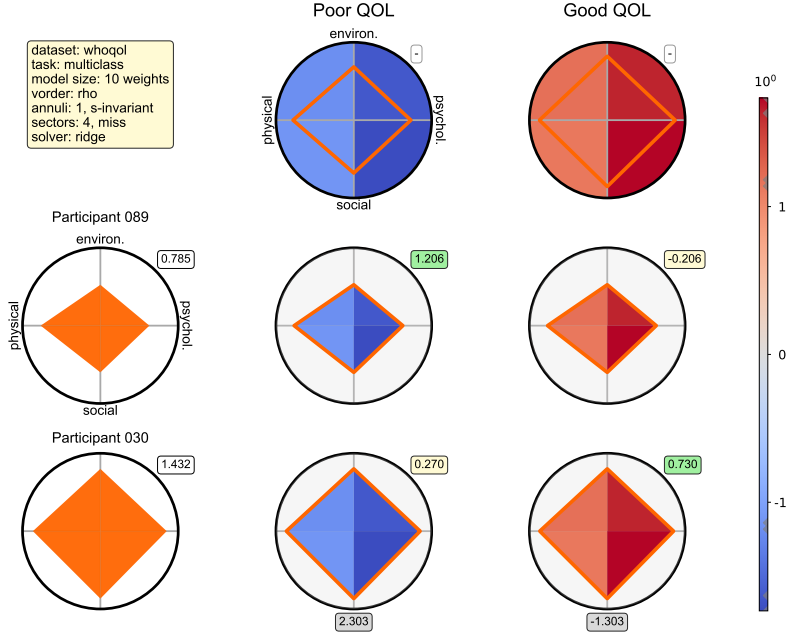 Poor QOL
Good QOL
dataset: whoqol
task: multiclass
model size: 10 weights
vorder: rho
annuli: 1, s-invariant
sectors: 4, miss
solver: ridge
environ.
physical
psychol.
social
-
-
10⁰
1
0
-1
Participant 089
environ.
physical
psychol.
social
0.785
1.206
-0.206
Participant 030
1.432
0.270
0.730
2.303
-1.303